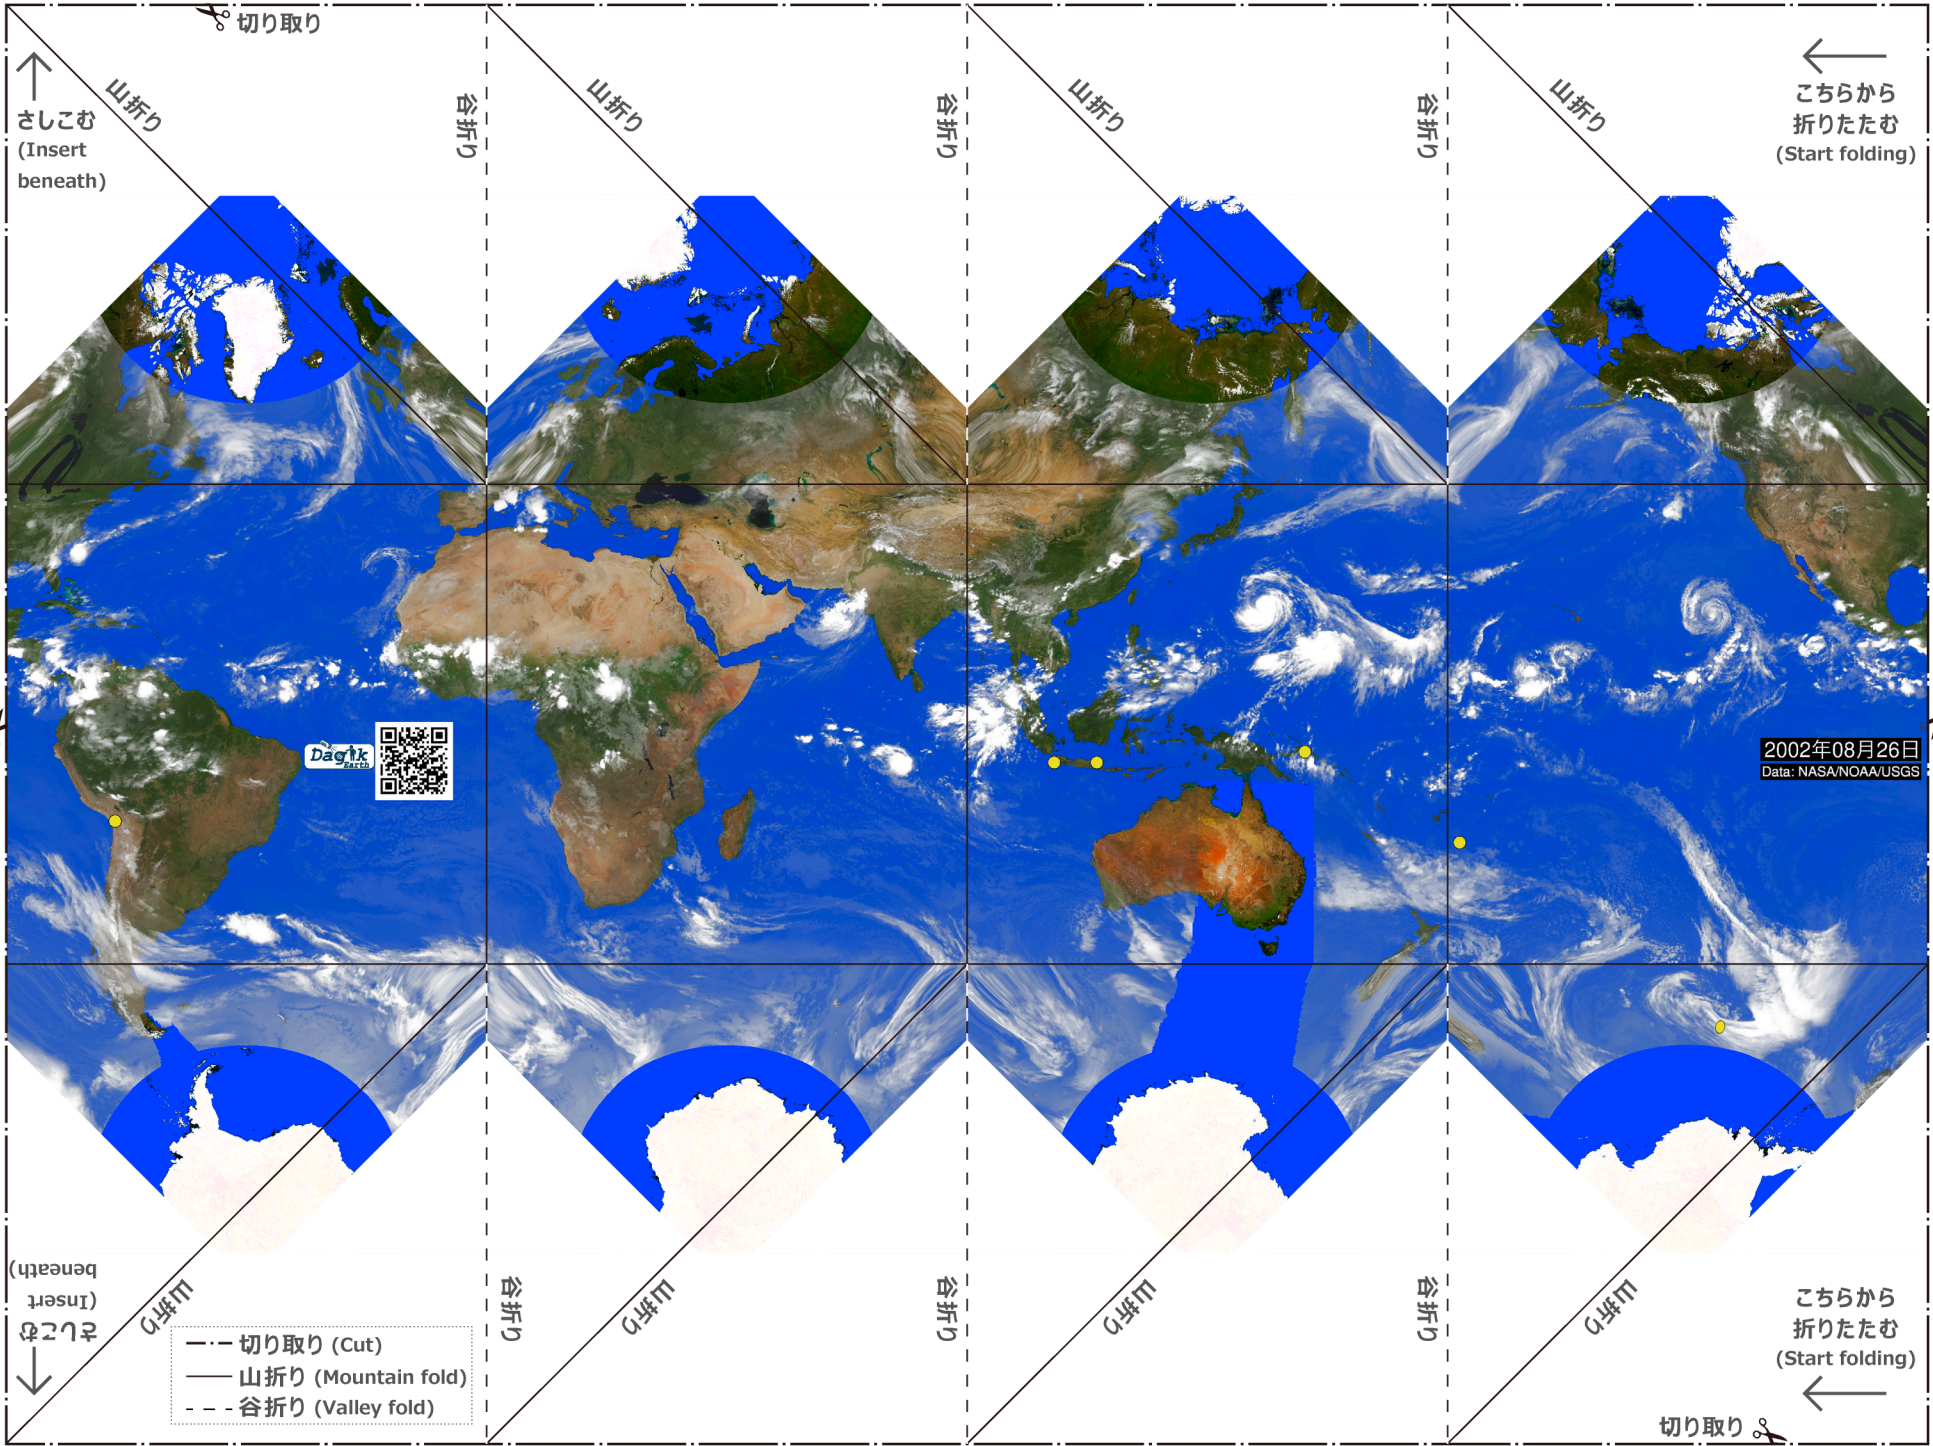 切り取り
山折り
谷折り
山折り
谷折り
山折り
谷折り
山折り
さしこむ
(Insert
beneath)
こちらから
折りたたむ
(Start folding)
Dagik
Earth
2002年08月26日
Data: NASA/NOAA/USGS
さしこむ
(Insert
beneath)
山折り
谷折り
山折り
谷折り
山折り
谷折り
山折り
こちらから
折りたたむ
(Start folding)
切り取り (Cut)
山折り (Mountain fold)
谷折り (Valley fold)
切り取り